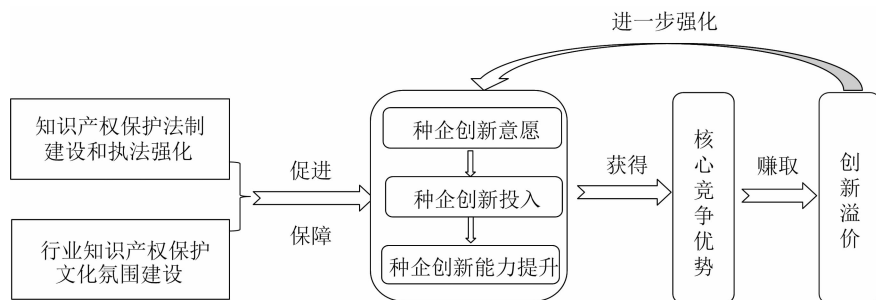 进一步强化
知识产权保护法制
建设和执法强化
行业知识产权保护
文化氛围建设
促进
保障
种企创新意愿
种企创新投入
种企创新能力提升
获得
核心竞争优势
赚取
创新溢价